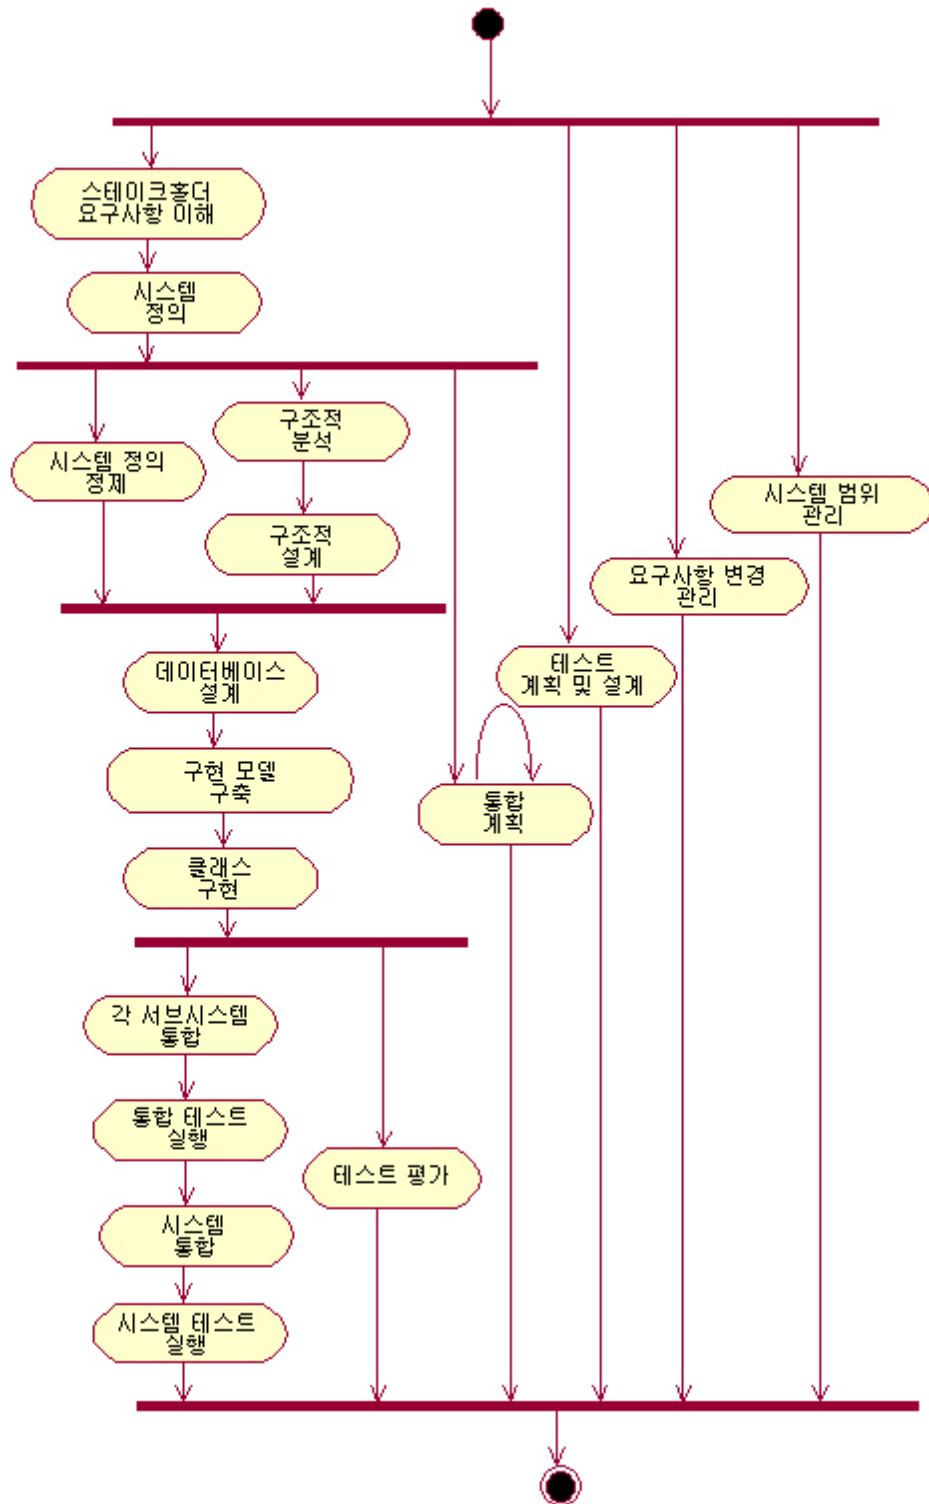 스테이크홀더
요구사항 이해
시스템
정의
구조적
분석
시스템 정의
정제
구조적
설계
시스템 범위
관리
요구사항 변경
관리
테스트
계획 및 설계
데이터베이스
설계
구현 모델
구축
통합
계획
클래스
구현
각 서브시스템
통합
통합 테스트
실행
테스트 평가
시스템
통합
시스템 테스트
실행